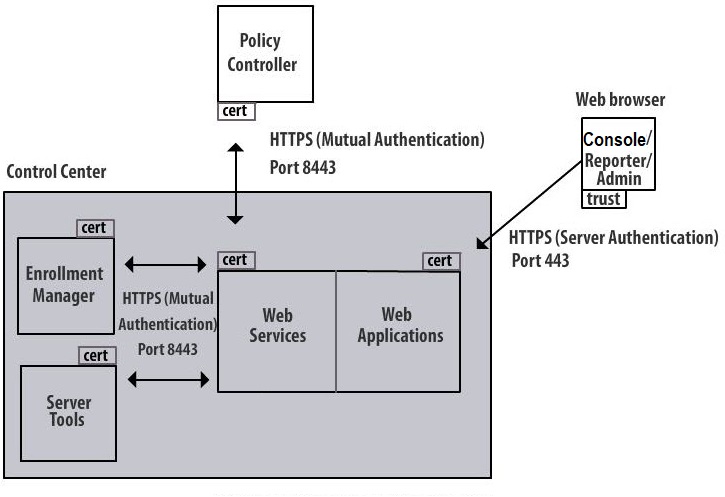 Policy
Controller
cert
HTTPS (Mutual Authentication)
Port 8443
Web browser
Console/
Reporter/
Admin
trust
HTTPS (Server Authentication)
Port 443
Control Center
cert
Enrollment
Manager
HTTPS (Mutual
Authentication)
Port 8443
cert
Server
Tools
cert
cert
Web
Services
Web
Applications